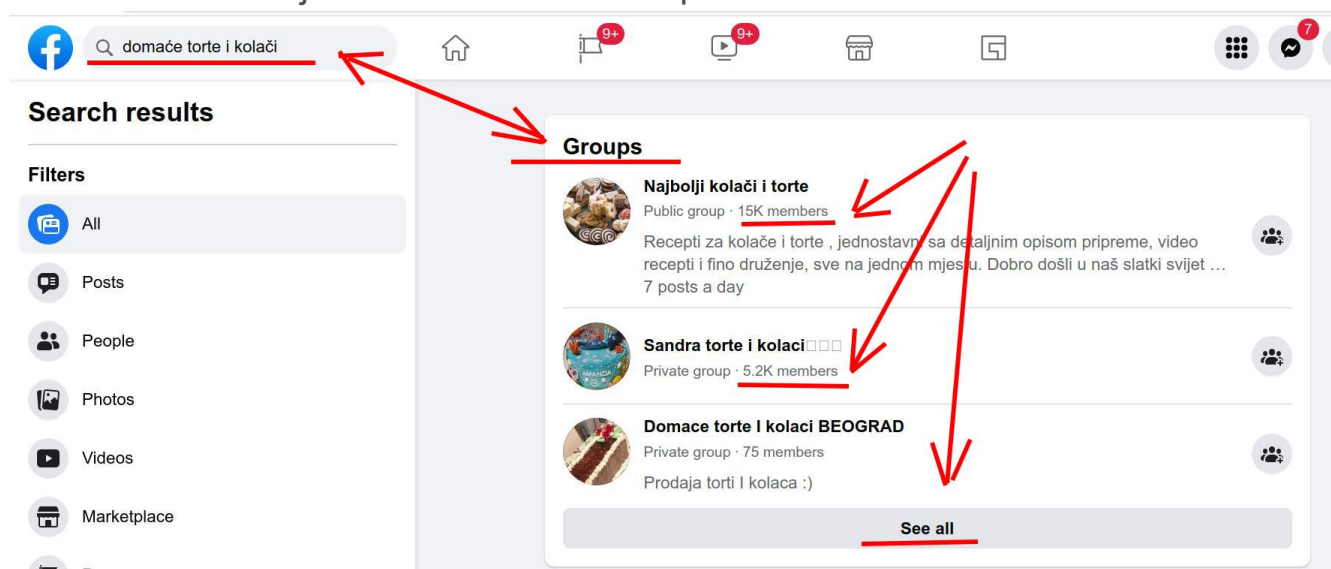 domaće torte i kolači
9+
9+
7
Search results
Filters
All
Posts
People
Photos
Videos
Marketplace
Groups
Najbolji kolači i torte
Public group · 15K members
Recepti za kolače i torte , jednostavni sa detaljnim opisom pripreme, video
recepti i fino druženje, sve na jednom mjestu. Dobro došli u naš slatki svijet …
7 posts a day
Sandra torte i kolaci
Private group · 5.2K members
AMANDA
Domace torte I kolaci BEOGRAD
Private group · 75 members
Prodaja torti I kolaca :)
See all